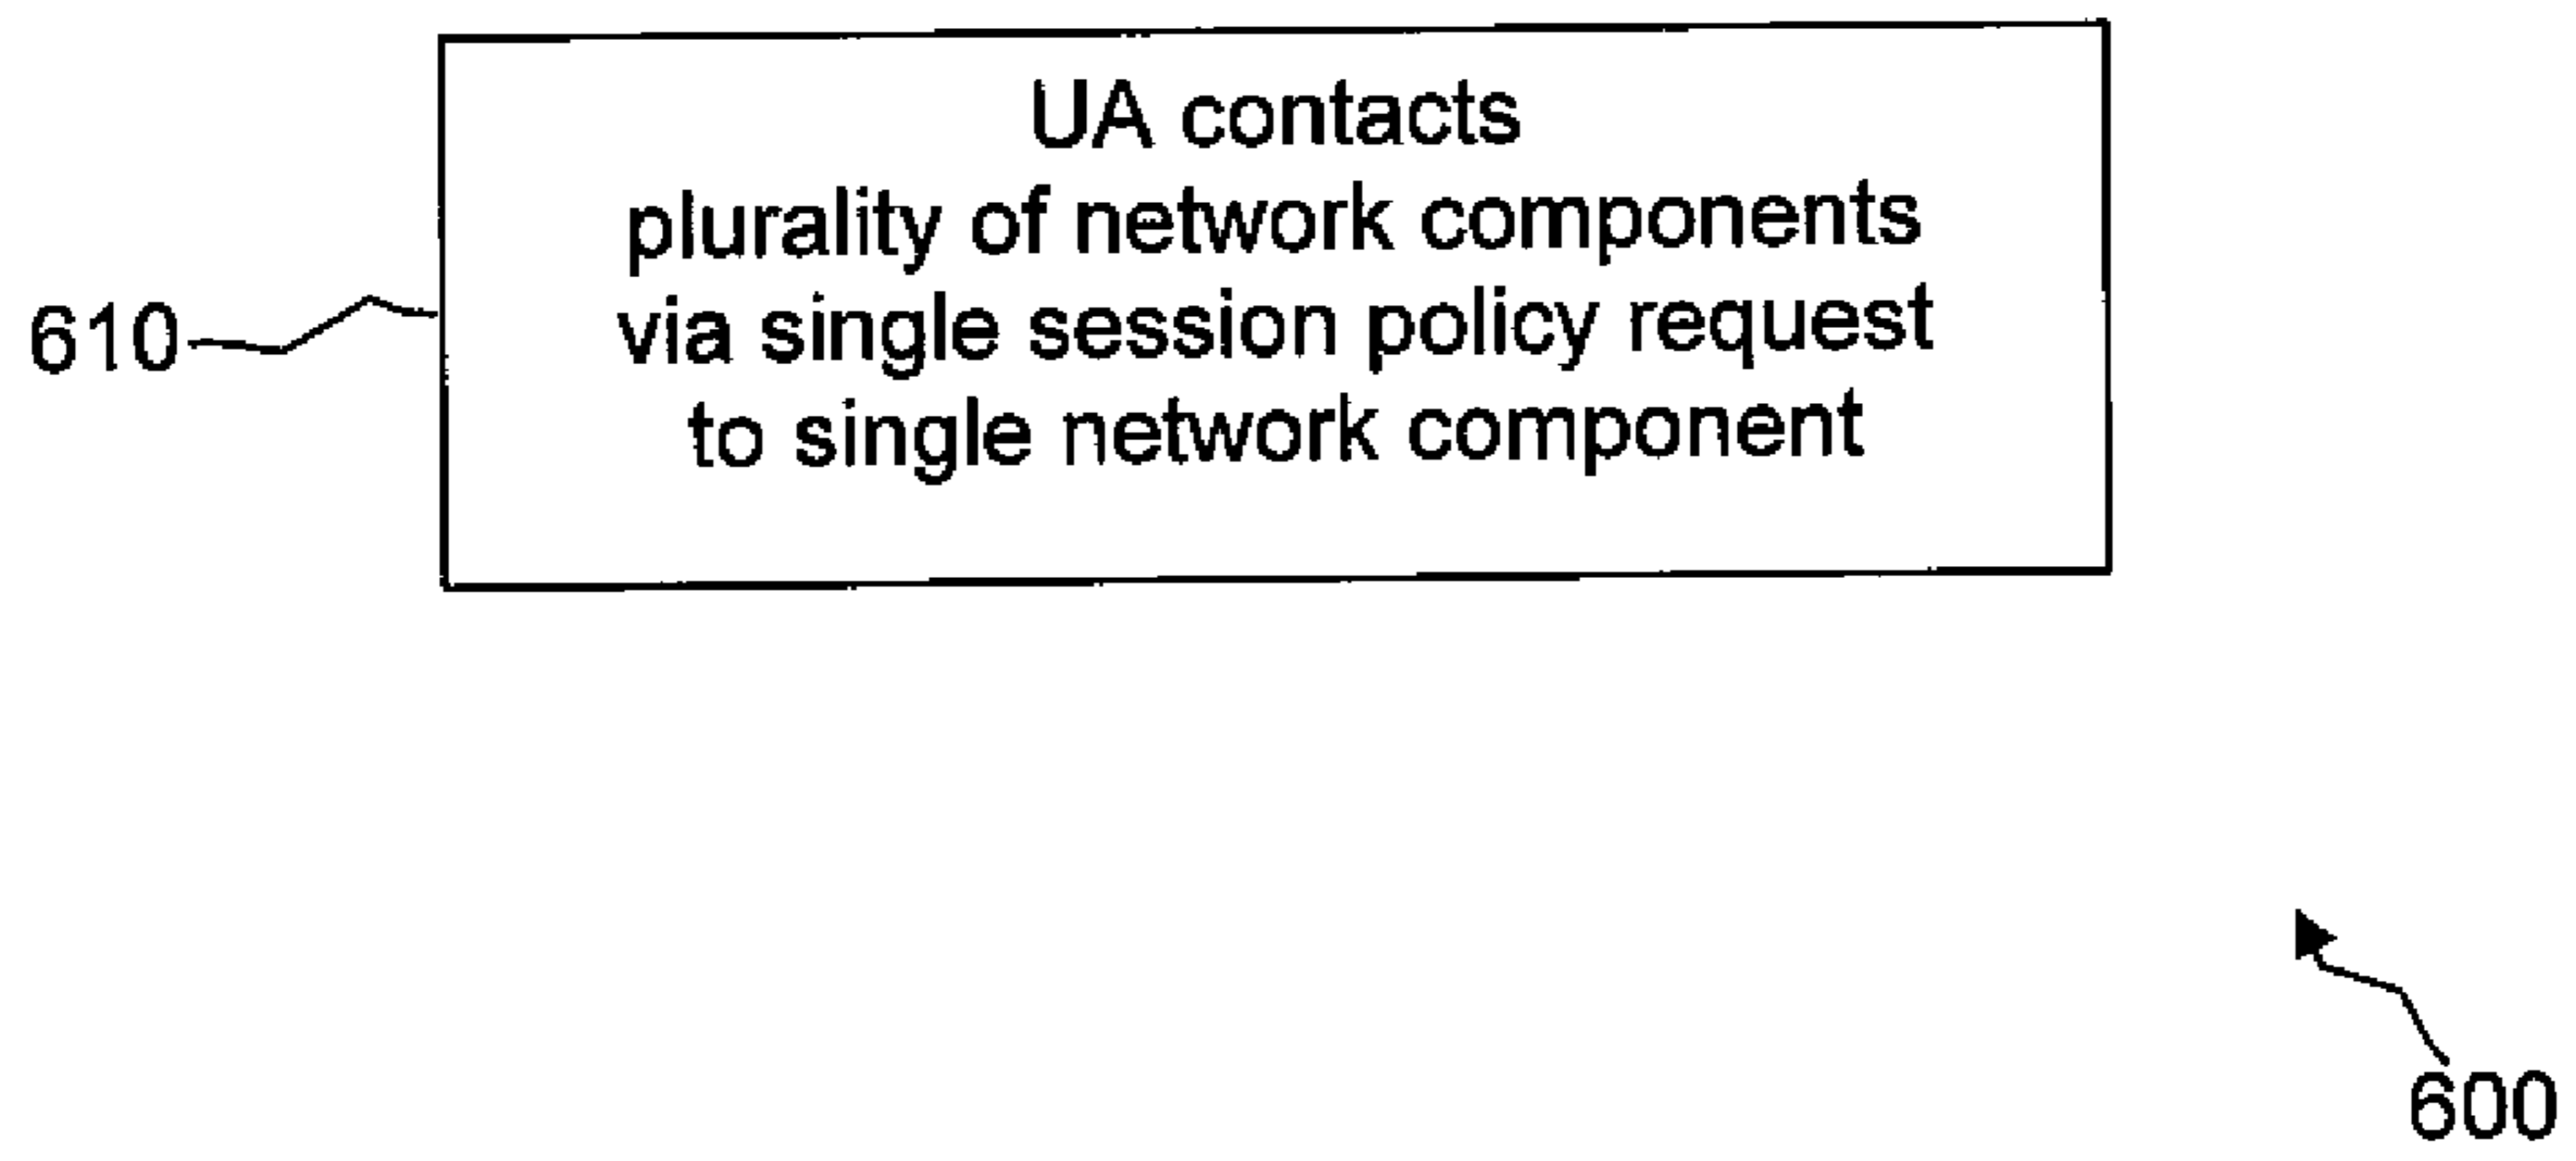 UA contacts
plurality of network components
via single session policy request
to single network component
610
600